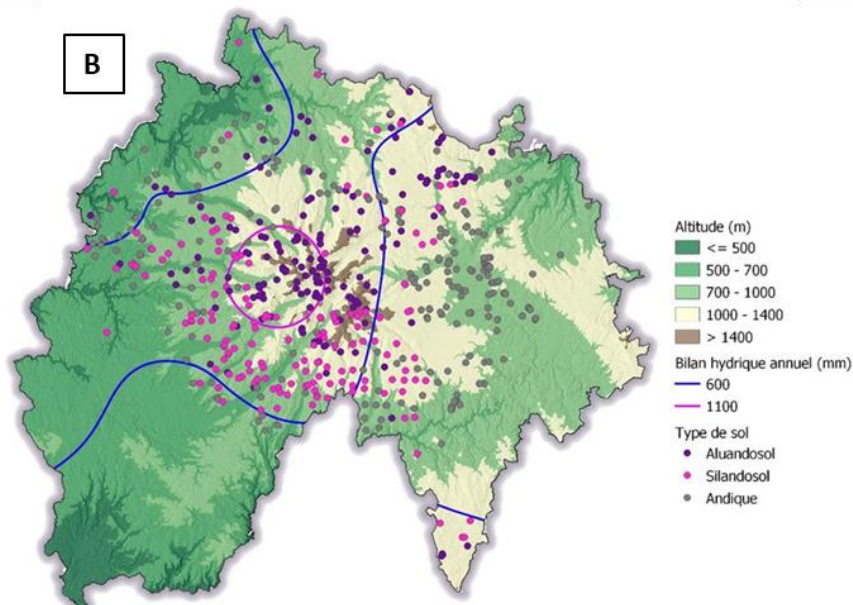 B
Altitude (m)
<= 500
500 - 700
700 - 1000
1000 - 1400
> 1400
Bilan hydrique annuel (mm)
600
1100
Type de sol
Aluandosol
Silandosol
Andique